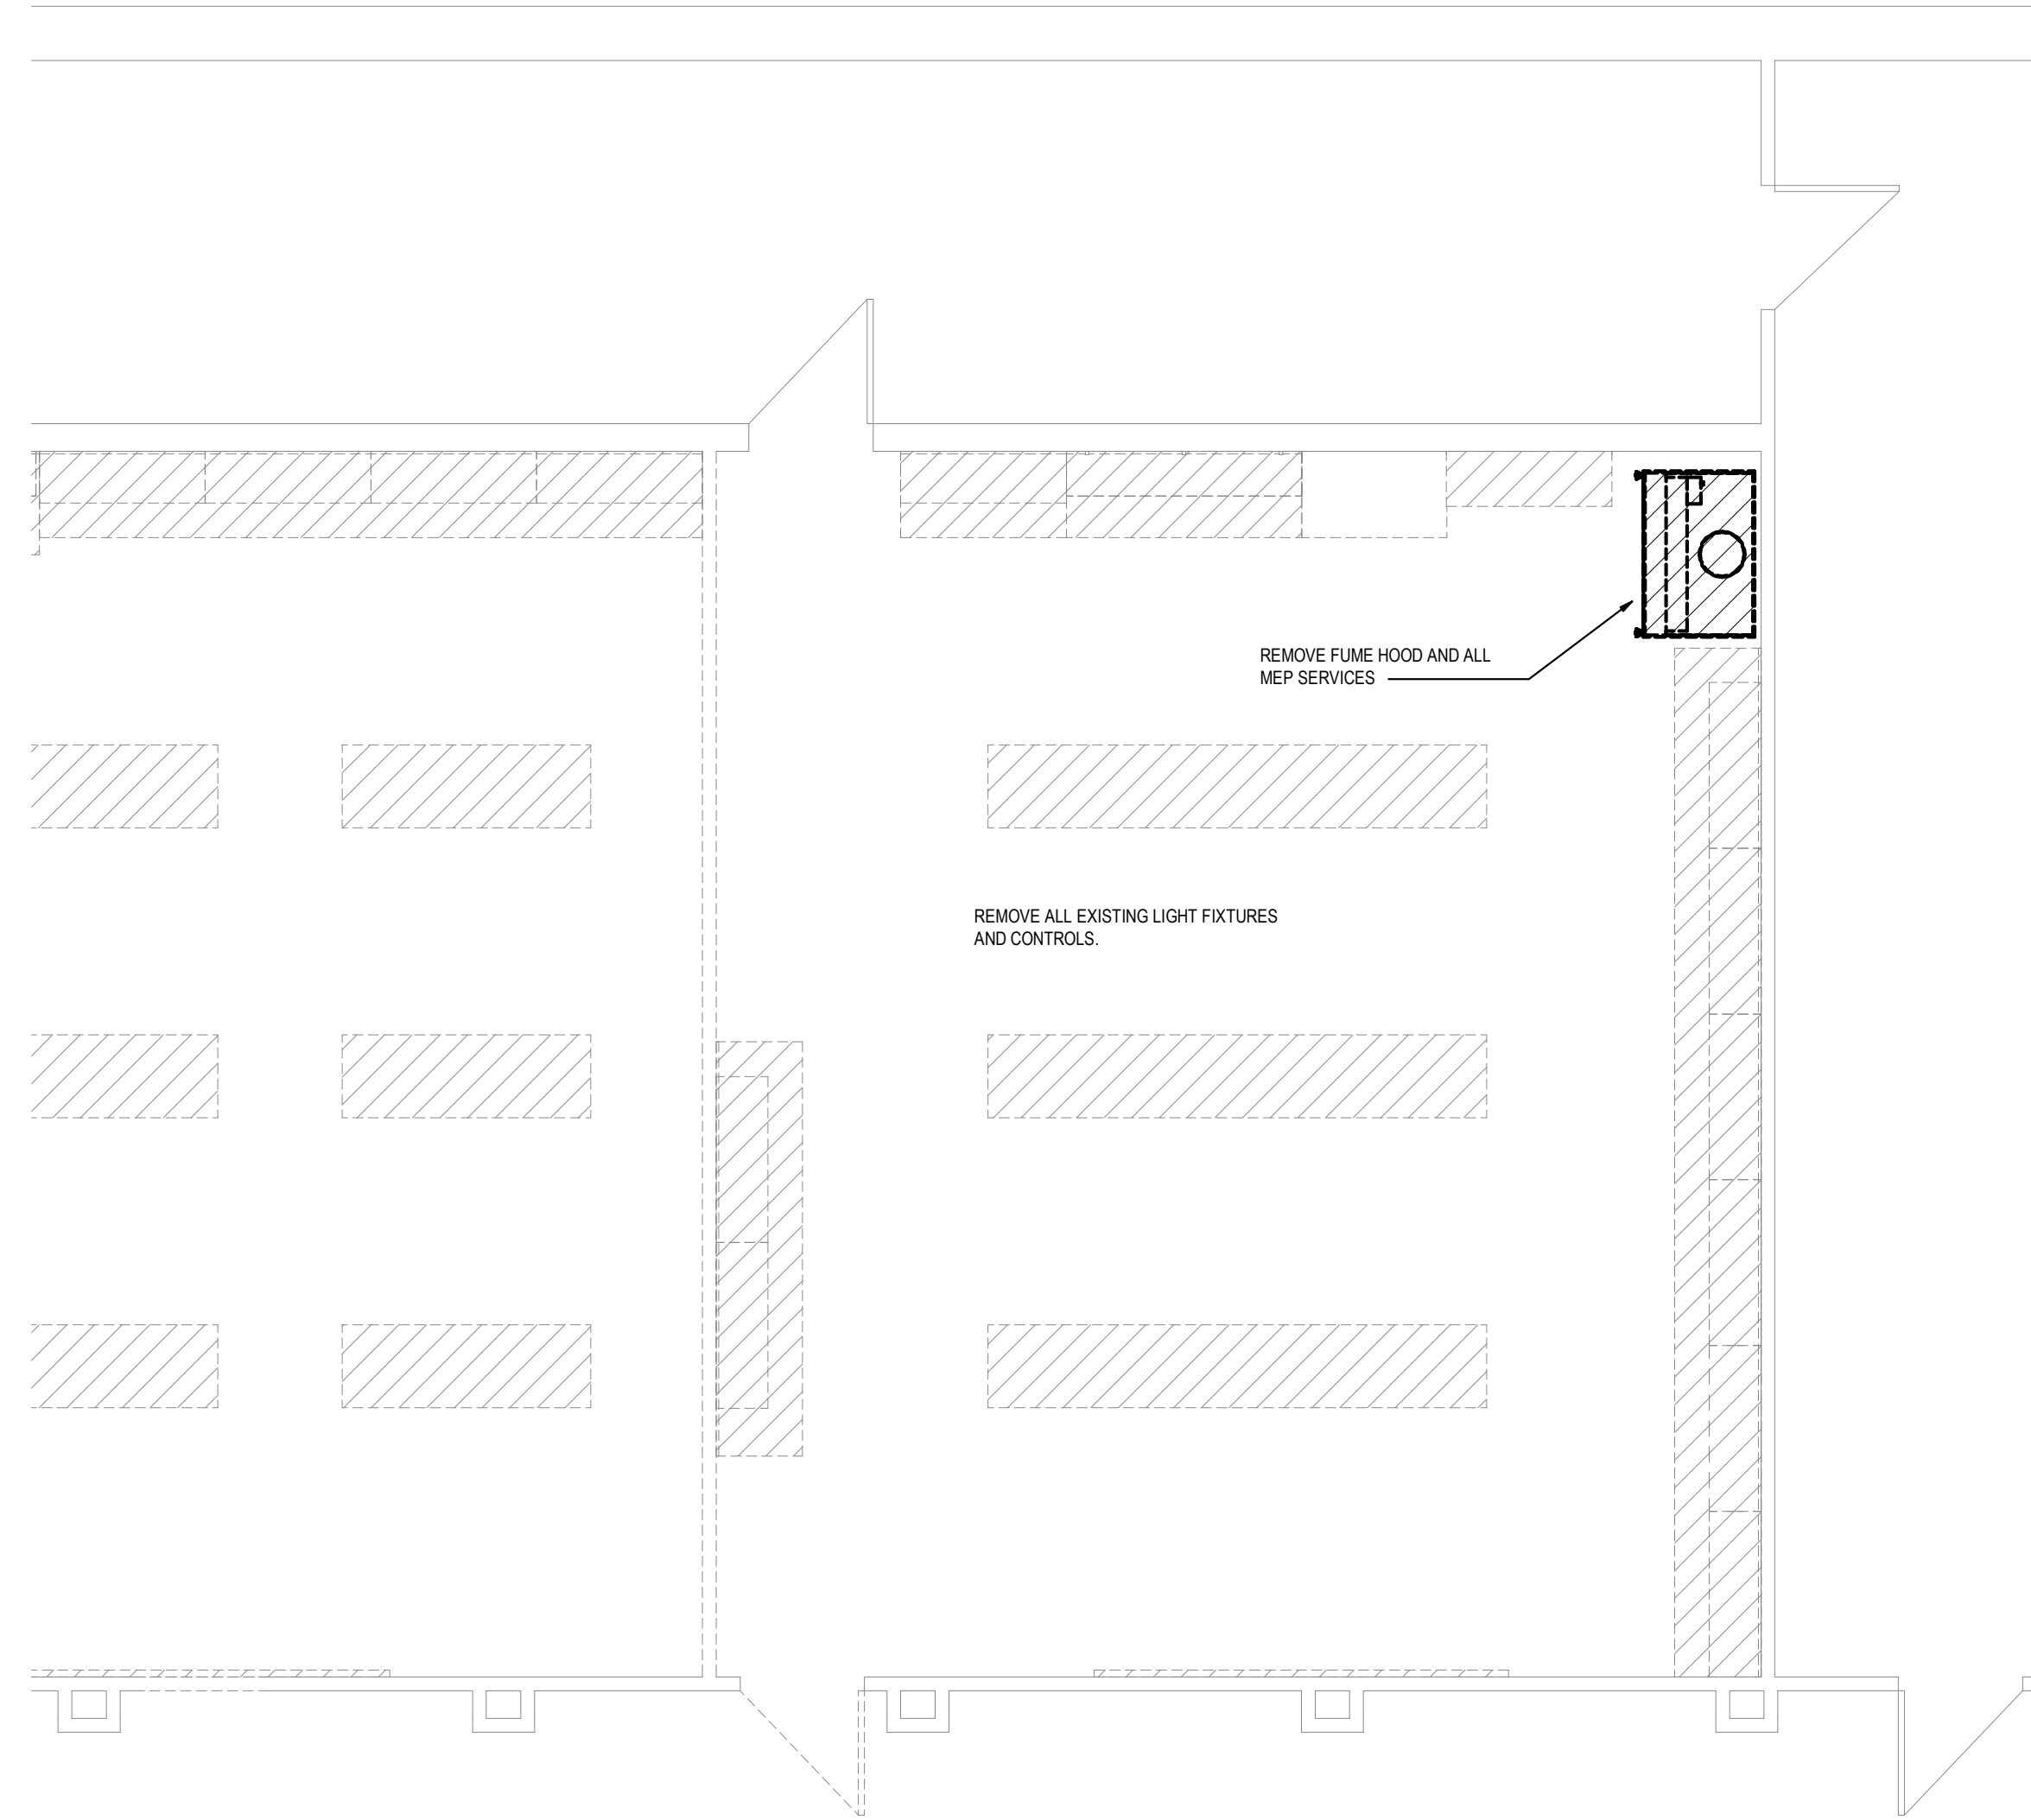 REMOVE FUME HOOD AND ALL
MEP SERVICES
REMOVE ALL EXISTING LIGHT FIXTURES
AND CONTROLS.